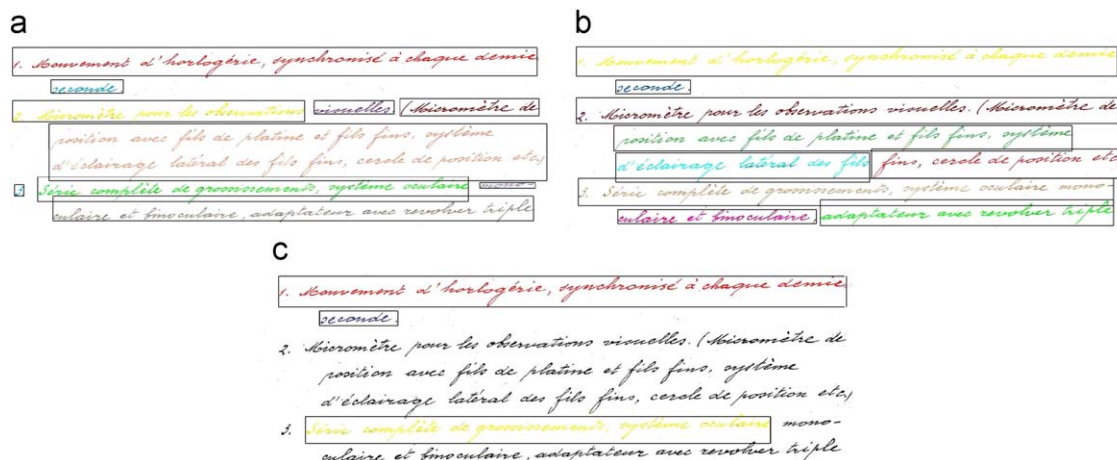 a
1. Mouvement d'horlogérie, synchronisé à chaque demie
seconde.
2. Micromètre pour les observations visuelles. (Micromètre de
position avec fils de platine et fils fins, système
d'éclairage latéral des fils fins, cercle de position etc.)
3. Série complète de grossissements, système oculaire mono-
culaire et binoculaire, adaptateur avec revolver triple
b
1. Mouvement d'horlogérie, synchronisé à chaque demie
seconde.
2. Micromètre pour les observations visuelles. (Micromètre de
position avec fils de platine et fils fins, système
d'éclairage latéral des fils fins, cercle de position etc.
3. Série complète de grossissements, système oculaire mono-
culaire et binoculaire, adaptateur avec revolver triple
c
1. Mouvement d'horlogérie, synchronisé à chaque demie
seconde.
2. Micromètre pour les observations visuelles. (Micromètre de
position avec fils de platine et fils fins, système
d'éclairage latéral des fils fins, cercle de position etc.)
3. Série complète de grossissements, système oculaire mono-
culaire et binoculaire, adaptateur avec revolver triple